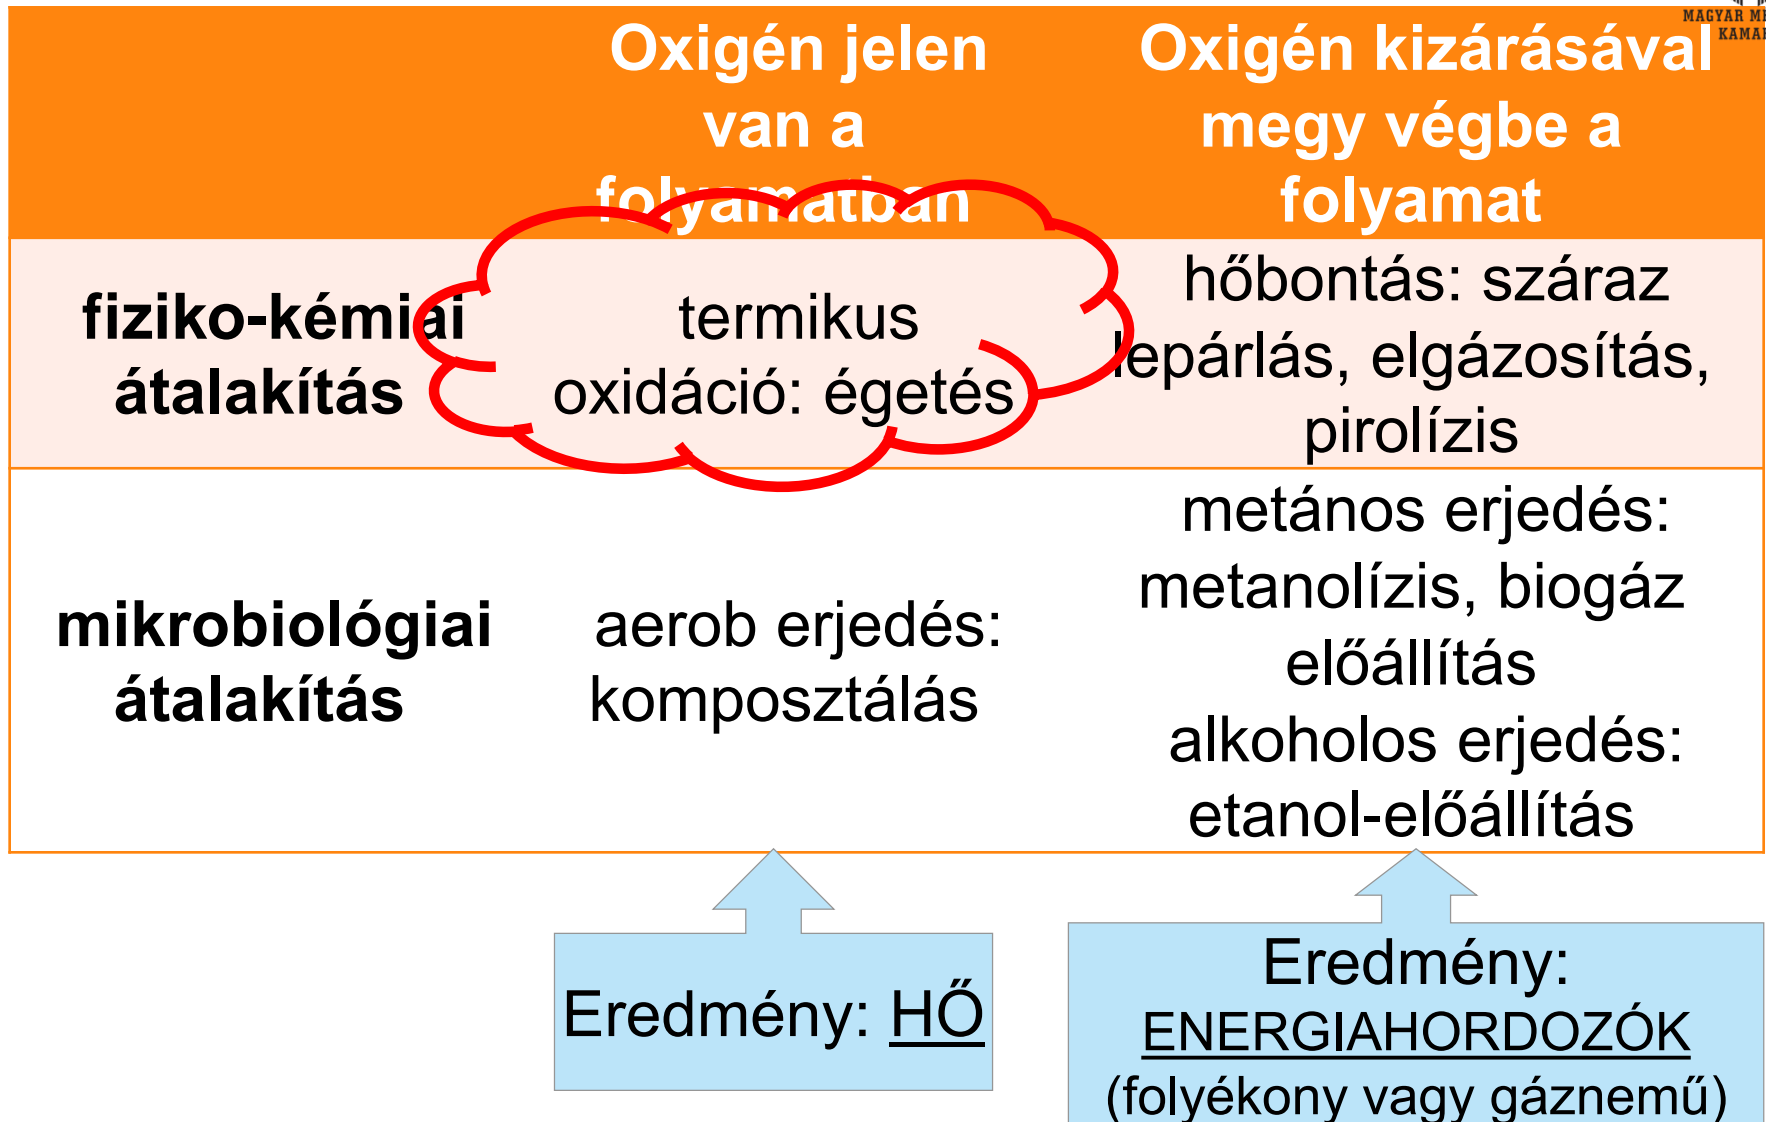 Oxigén jelen
van a
folyamatban
Oxigén kizárásával
megy végbe a
folyamat
fiziko-kémiai
átalakítás
termikus
oxidáció: égetés
hőbontás: száraz
lepárlás, elgázosítás,
pirolízis
mikrobiológiai
átalakítás
aerob erjedés:
komposztálás
metános erjedés:
metanolízis, biogáz
előállítás
alkoholos erjedés:
etanol-előállítás
Eredmény: HŐ
Eredmény:
ENERGIAHORDOZÓK
(folyékony vagy gáznemű)
MAGYAR